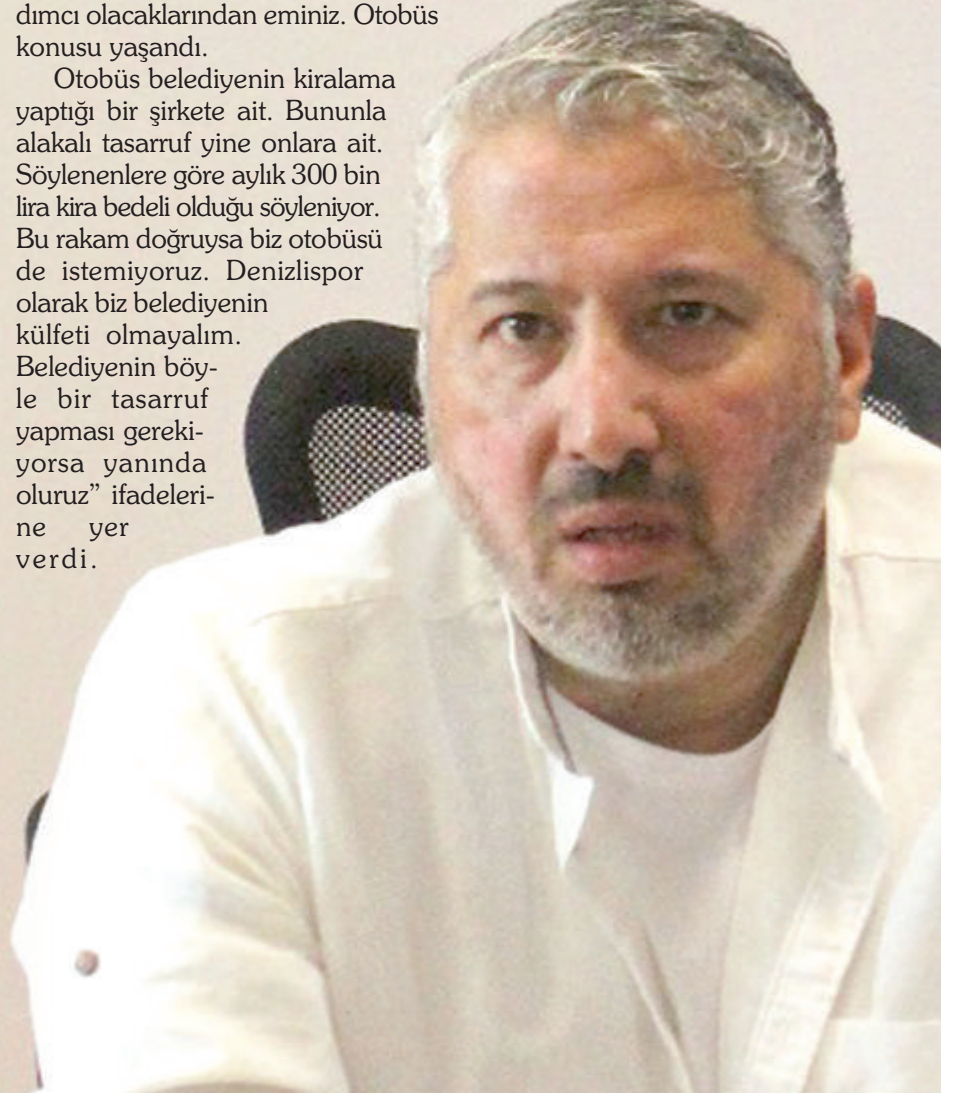 dımcı olacaklarından eminiz. Otobüs
konusu yaşandı.
Otobüs belediyenin kiralama
yaptığı bir şirkete ait. Bununla
alakalı tasarruf yine onlara ait.
Söylenenlere göre aylık 300 bin
lira kira bedeli olduğu söyleniyor.
Bu rakam doğruysa biz otobüsü
de istemiyoruz. Denizlispor
olarak biz belediyenin
külfeti olmayalım.
Belediyenin böy-
le bir tasarruf
yapması gereki-
yorsa yanında
oluruz” ifadeleri-
ne yer
verdi.